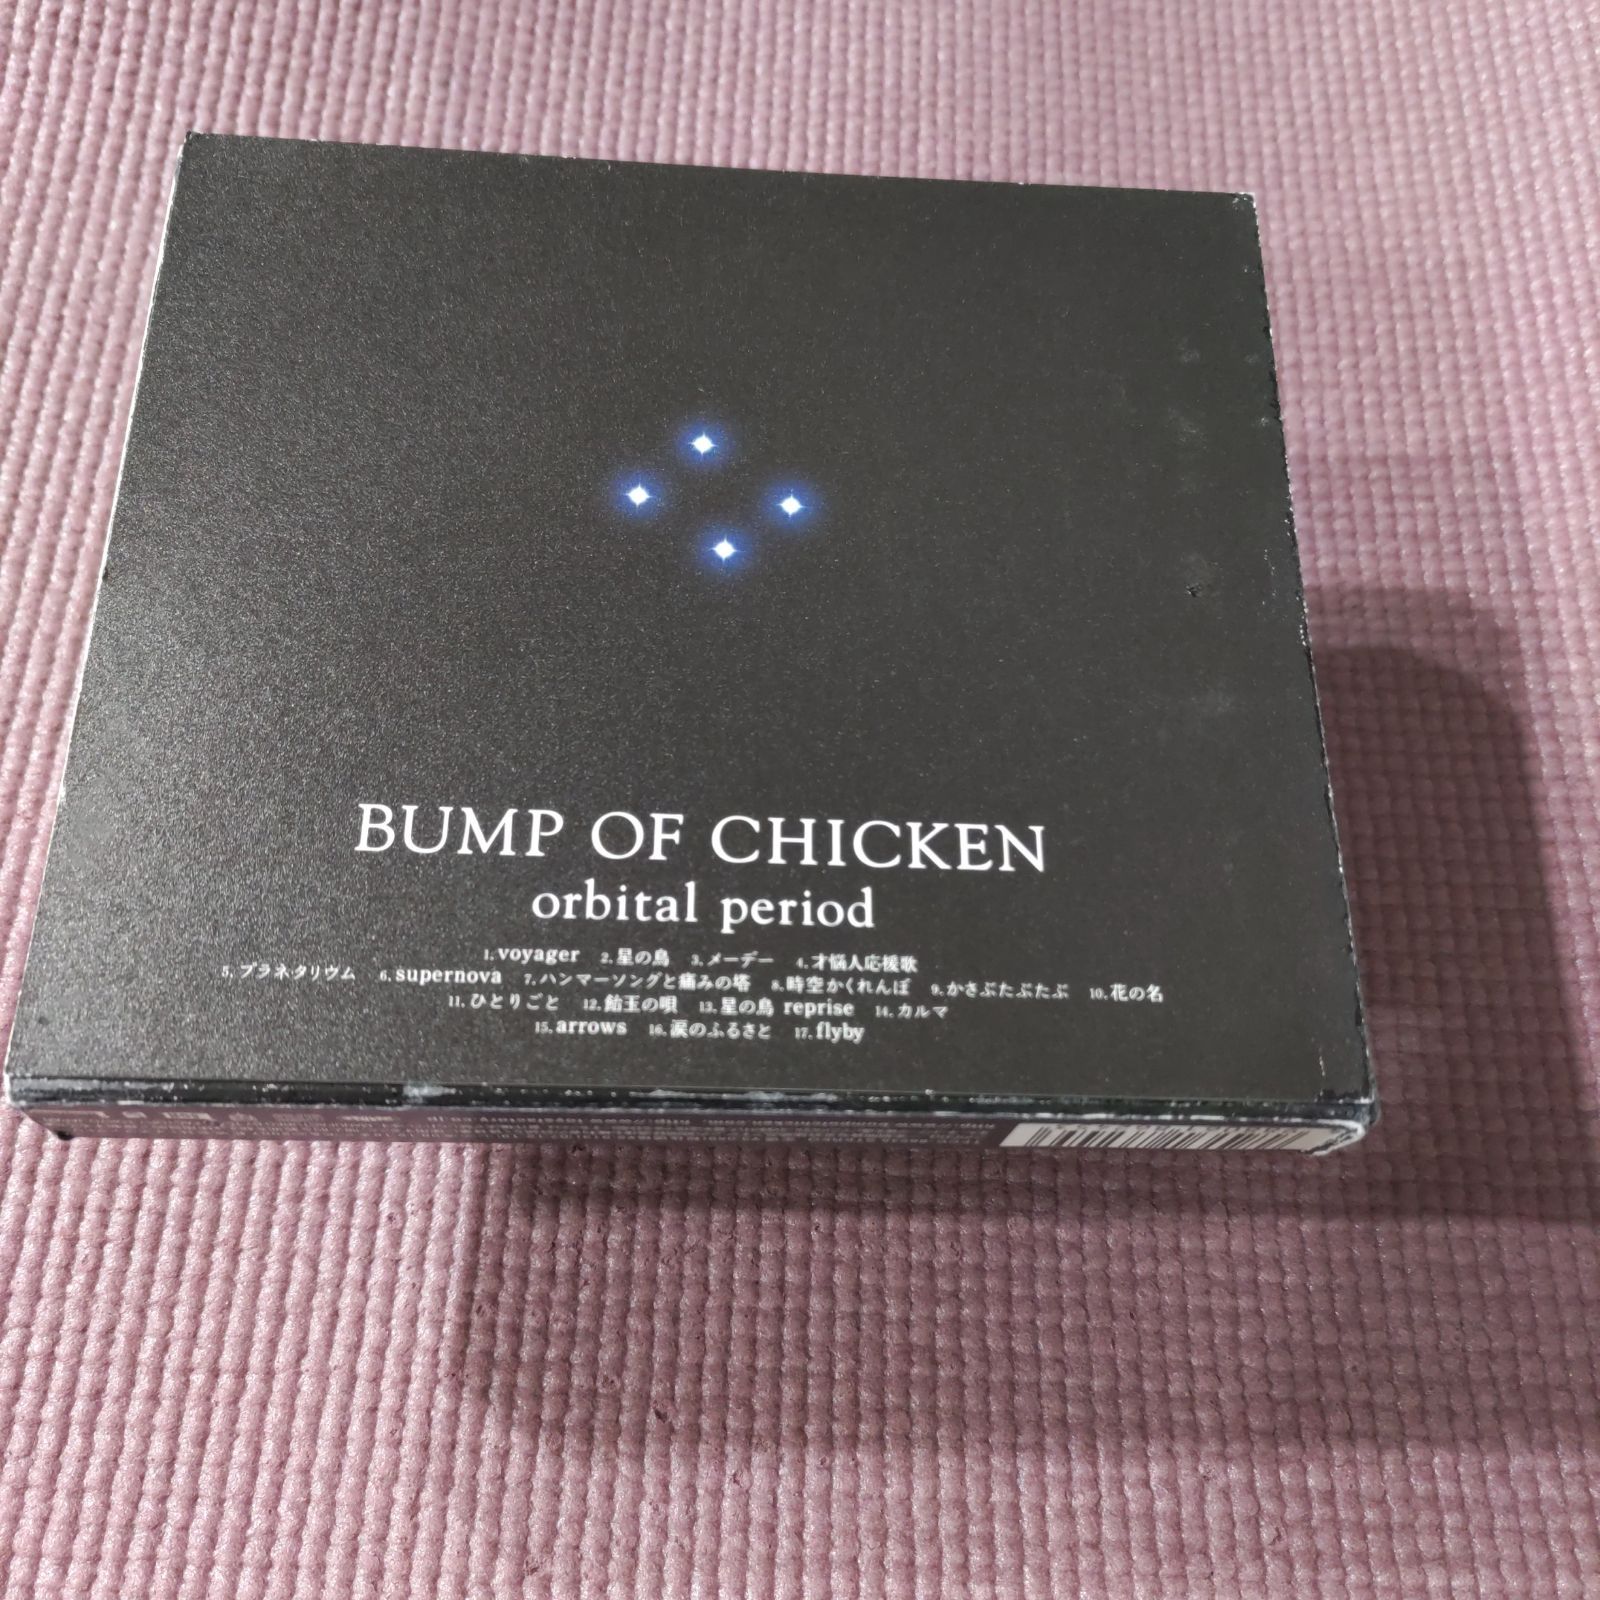 BUMP OF CHICKEN
orbital period
1. voyager 2. 星の鳥 3. メーデー 4. 才悩人応援歌
5. プラネタリウム 6. supernova 7. ハンマーソングと痛みの塔 8. 時空かくれんぼ 9. かさぶたぶたぶ 10. 花の名
11. ひとりごと 12. 飴玉の唄 13. 星の鳥 reprise 14. カルマ
15. arrows 16. 涙のふるさと 17. flyby